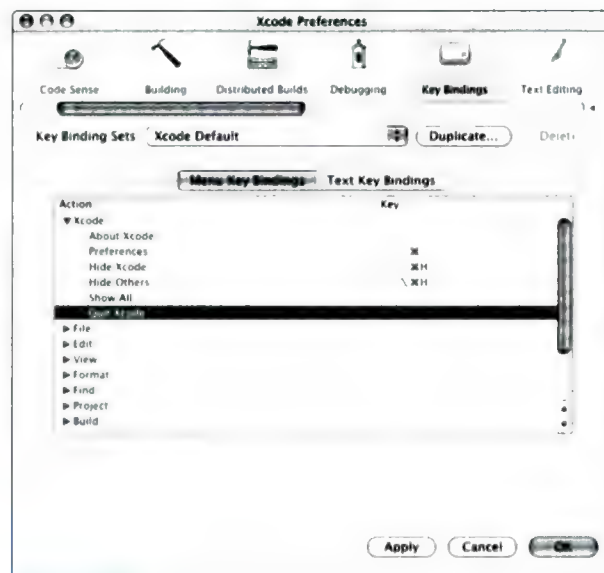 Xcode Preferences
Code Sense Building Distributed Builds Debugging Key Bindings Text Editing
Key Binding Sets Xcode Default Duplicate... Delete
Menu Key Bindings Text Key Bindings
Action Key
Xcode
About Xcode
Preferences ⌘
Hide Xcode ⌘H
Hide Others \⌘H
Show All
Quit Xcode
File
Edit
View
Format
Find
Project
Build
Apply Cancel OK